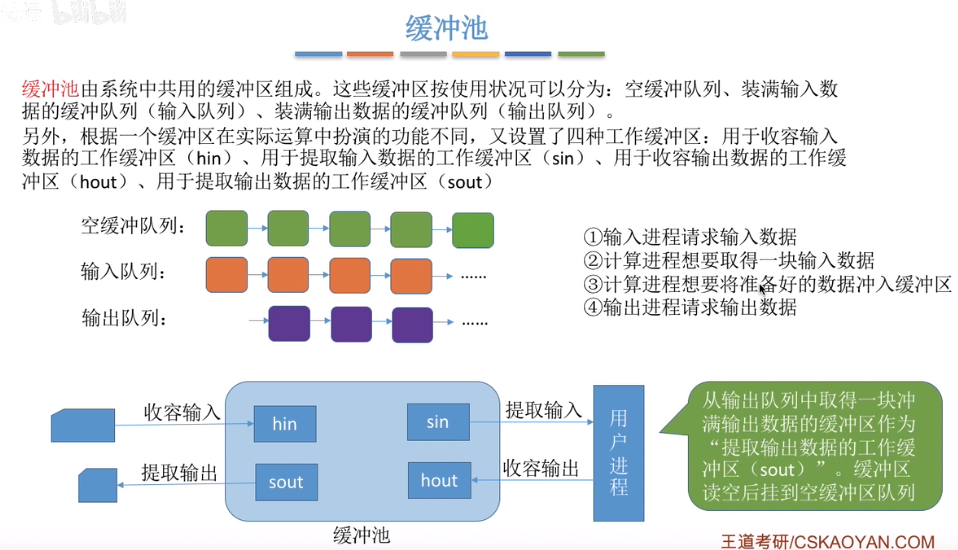 bilibili
缓冲池
缓冲池由系统中共用的缓冲区组成。这些缓冲区按使用状况可以分为：空缓冲队列、装满输入数
据的缓冲队列（输入队列）、装满输出数据的缓冲队列（输出队列）。
另外，根据一个缓冲区在实际运算中扮演的功能不同，又设置了四种工作缓冲区：用于收容输入
数据的工作缓冲区（hin）、用于提取输入数据的工作缓冲区（sin）、用于收容输出数据的工作缓
冲区（hout）、用于提取输出数据的工作缓冲区（sout）
空缓冲队列：
输入队列：
......
输出队列：
......
①输入进程请求输入数据
②计算进程想要取得一块输入数据
③计算进程想要将准备好的数据冲入缓冲区
④输出进程请求输出数据
收容输入
hin
sin
提取输入
提取输出
sout
hout
收容输出
用户进程
缓冲池
从输出队列中取得一块冲
满输出数据的缓冲区作为
“提取输出数据的工作缓
冲区（sout）”。缓冲区
读空后挂到空缓冲区队列
王道考研/CSKAOYAN.COM